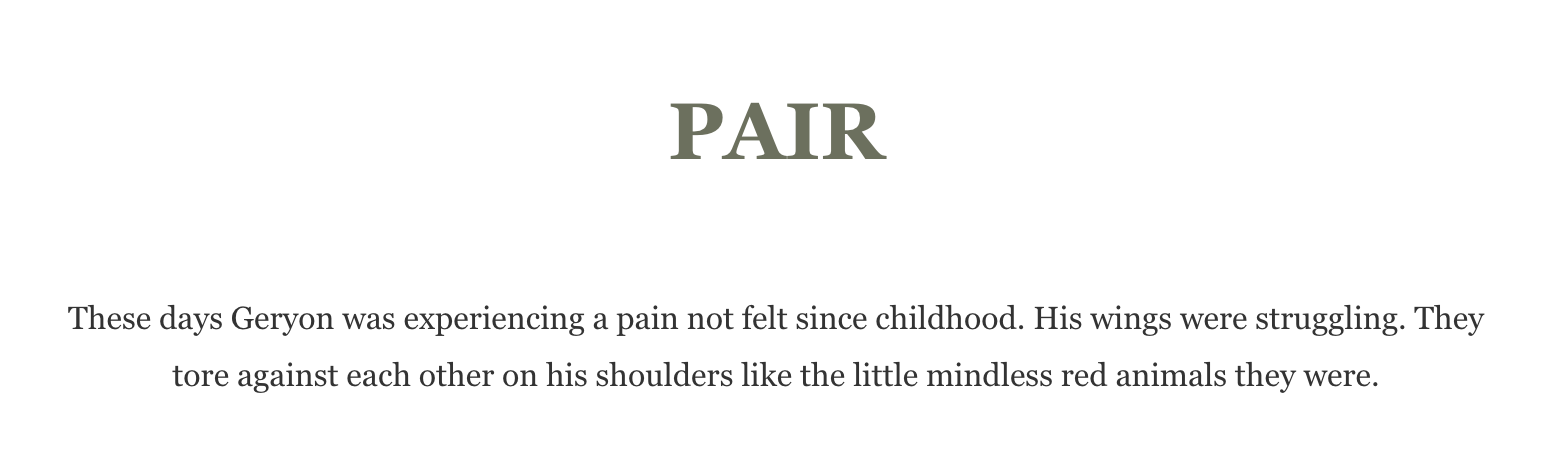 PAIR
These days Geryon was experiencing a pain not felt since childhood. His wings were struggling. They
tore against each other on his shoulders like the little mindless red animals they were.